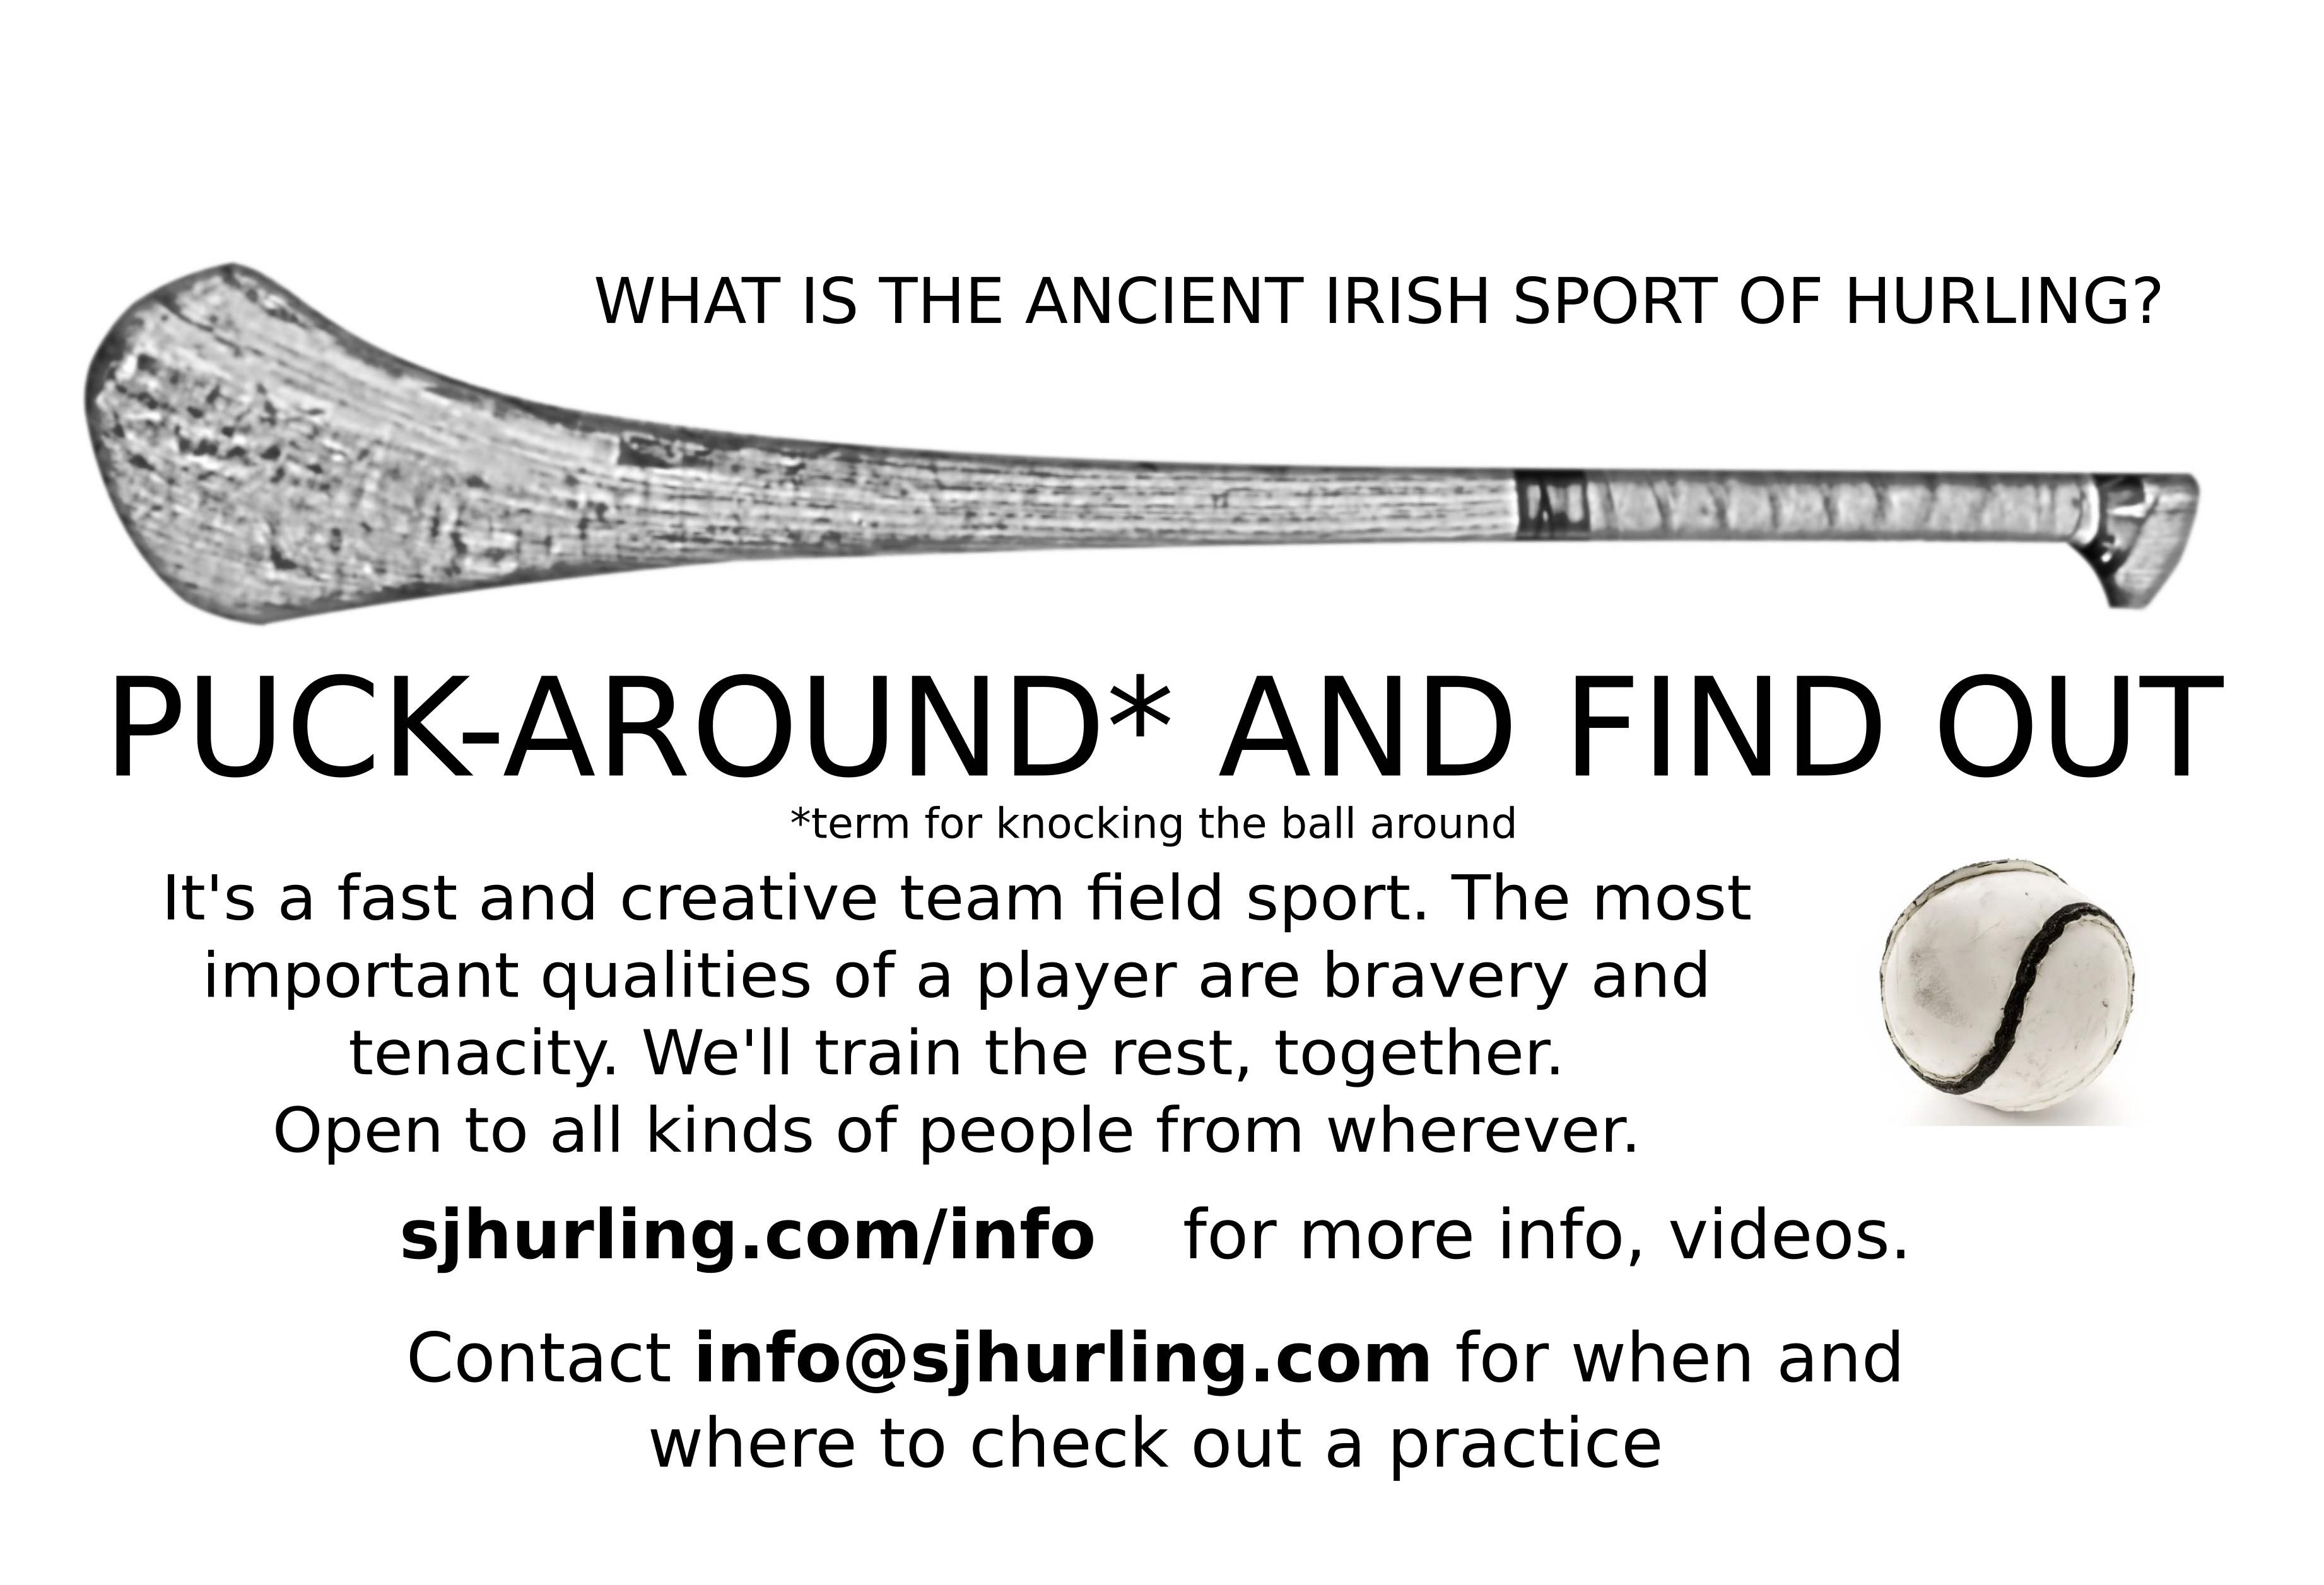 WHAT IS THE ANCIENT IRISH SPORT OF HURLING?
PUCK-AROUND* AND FIND OUT
*term for knocking the ball around
It's a fast and creative team field sport. The most
important qualities of a player are bravery and
tenacity. We'll train the rest, together.
Open to all kinds of people from wherever.
sjhurling.com/info for more info, videos.
Contact info@sjhurling.com for when and
where to check out a practice